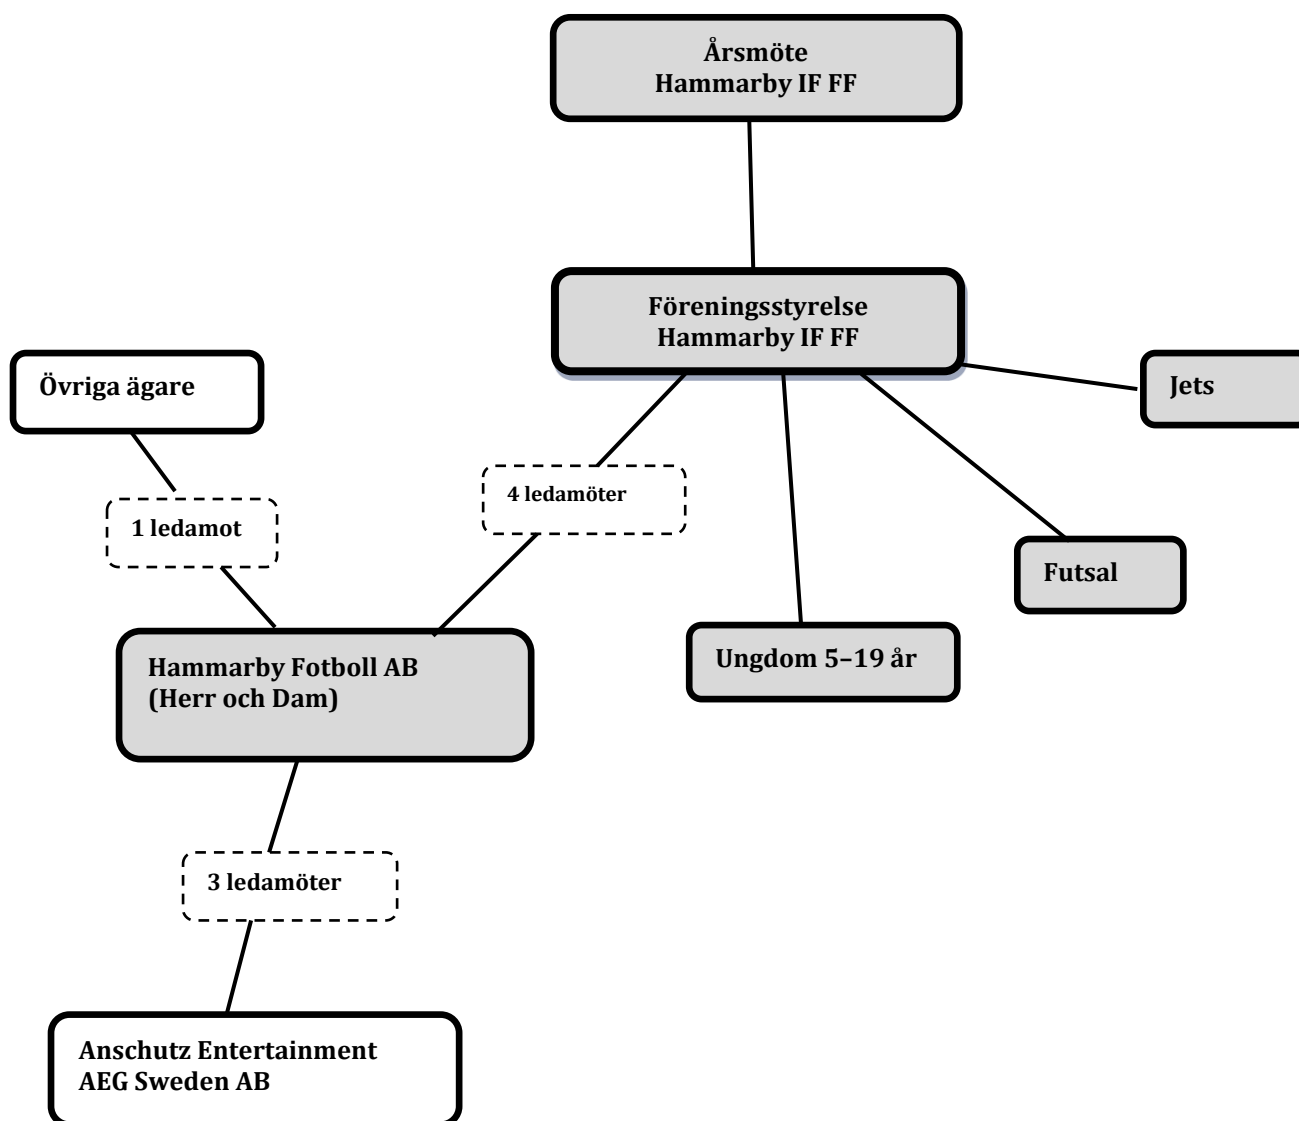 Årsmöte
Hammarby IF FF
Föreningsstyrelse
Hammarby IF FF
Övriga ägare
Jets
4 ledamöter
1 ledamot
Futsal
Ungdom 5–19 år
Hammarby Fotboll AB
(Herr och Dam)
3 ledamöter
Anschutz Entertainment
AEG Sweden AB